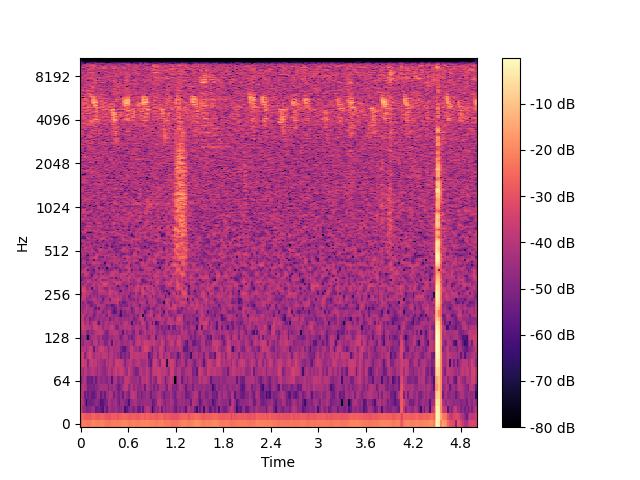 8192
4096
2048
1024
512
256
128
64
0
Hz
0 0.6 1.2 1.8 2.4 3 3.6 4.2 4.8
Time
-10 dB
-20 dB
-30 dB
-40 dB
-50 dB
-60 dB
-70 dB
-80 dB